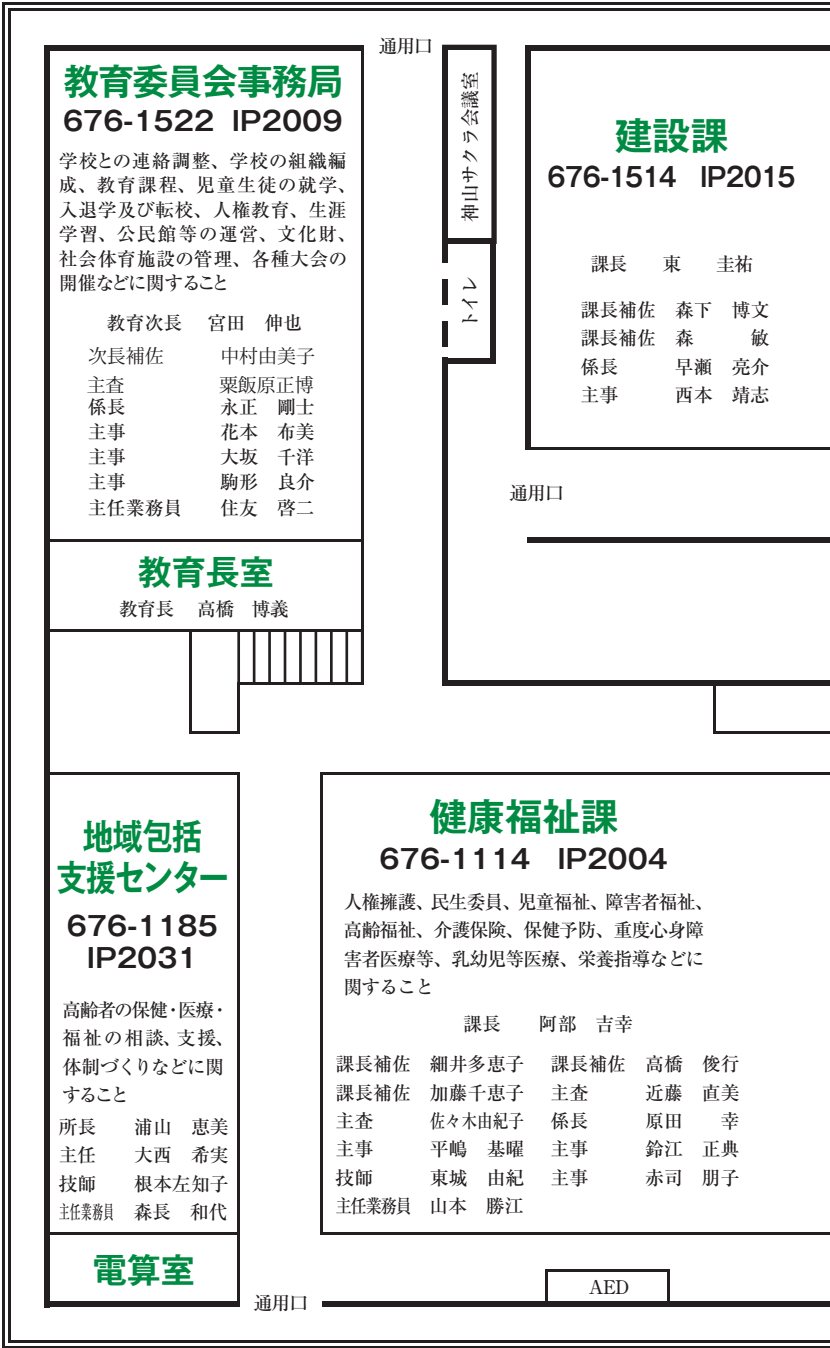 通用口
教育委員会事務局
676-1522 IP2009
学校との連絡調整、学校の組織編
成、教育課程、児童生徒の就学、
入退学及び転校、人権教育、生涯
学習、公民館等の運営、文化財、
社会体育施設の管理、各種大会の
開催などに関すること
教育次長 宮田 伸也
次長補佐 中村由美子
主査 粟飯原正博
係長 永正 剛士
主事 花本 布美
主事 大坂 千洋
主事 駒形 良介
主任業務員 住友 啓二
教育長室
教育長 高橋 博義
神山サクラ会議室
トイレ
建設課
676-1514 IP2015
課長 東 圭祐
課長補佐 森下 博文
課長補佐 森 敏
係長 早瀬 亮介
主事 西本 靖志
通用口
地域包括
支援センター
676-1185
IP2031
高齢者の保健・医療・
福祉の相談、支援、
体制づくりなどに関
すること
所長 浦山 恵美
主任 大西 希実
技師 根本左知子
主任業務員 森長 和代
電算室
健康福祉課
676-1114 IP2004
人権擁護、民生委員、児童福祉、障害者福祉、
高齢福祉、介護保険、保健予防、重度心身障
害者医療等、乳幼児等医療、栄養指導などに
関すること
課長 阿部 吉幸
課長補佐 細井多恵子 課長補佐 高橋 俊行
課長補佐 加藤千恵子 主査 近藤 直美
主査 佐々木由紀子 係長 原田 幸
主事 平嶋 基曜 主事 鈴江 正典
技師 東城 由紀 主事 赤司 朋子
主任業務員 山本 勝江
通用口
AED